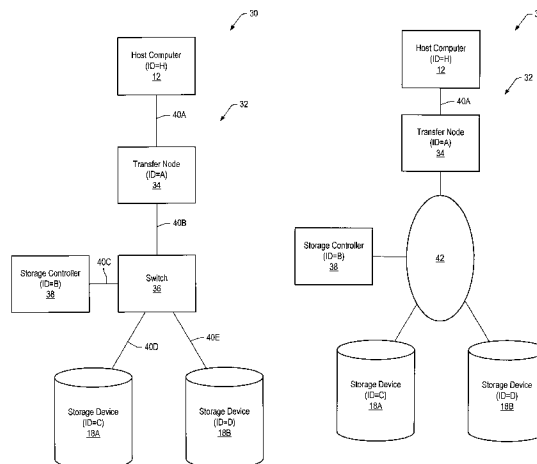 30
Host Computer
(ID=H)
12
40A
32
Transfer Node
(ID=A)
34
40B
Storage Controller
(ID=B)
38
40C
Switch
36
40D
40E
Storage Device
(ID=C)
18A
Storage Device
(ID=D)
18B
3
Host Computer
(ID=H)
12
32
40A
Transfer Node
(ID=A)
34
Storage Controller
(ID=B)
38
42
Storage Device
(ID=C)
18A
Storage Device
(ID=D)
18B